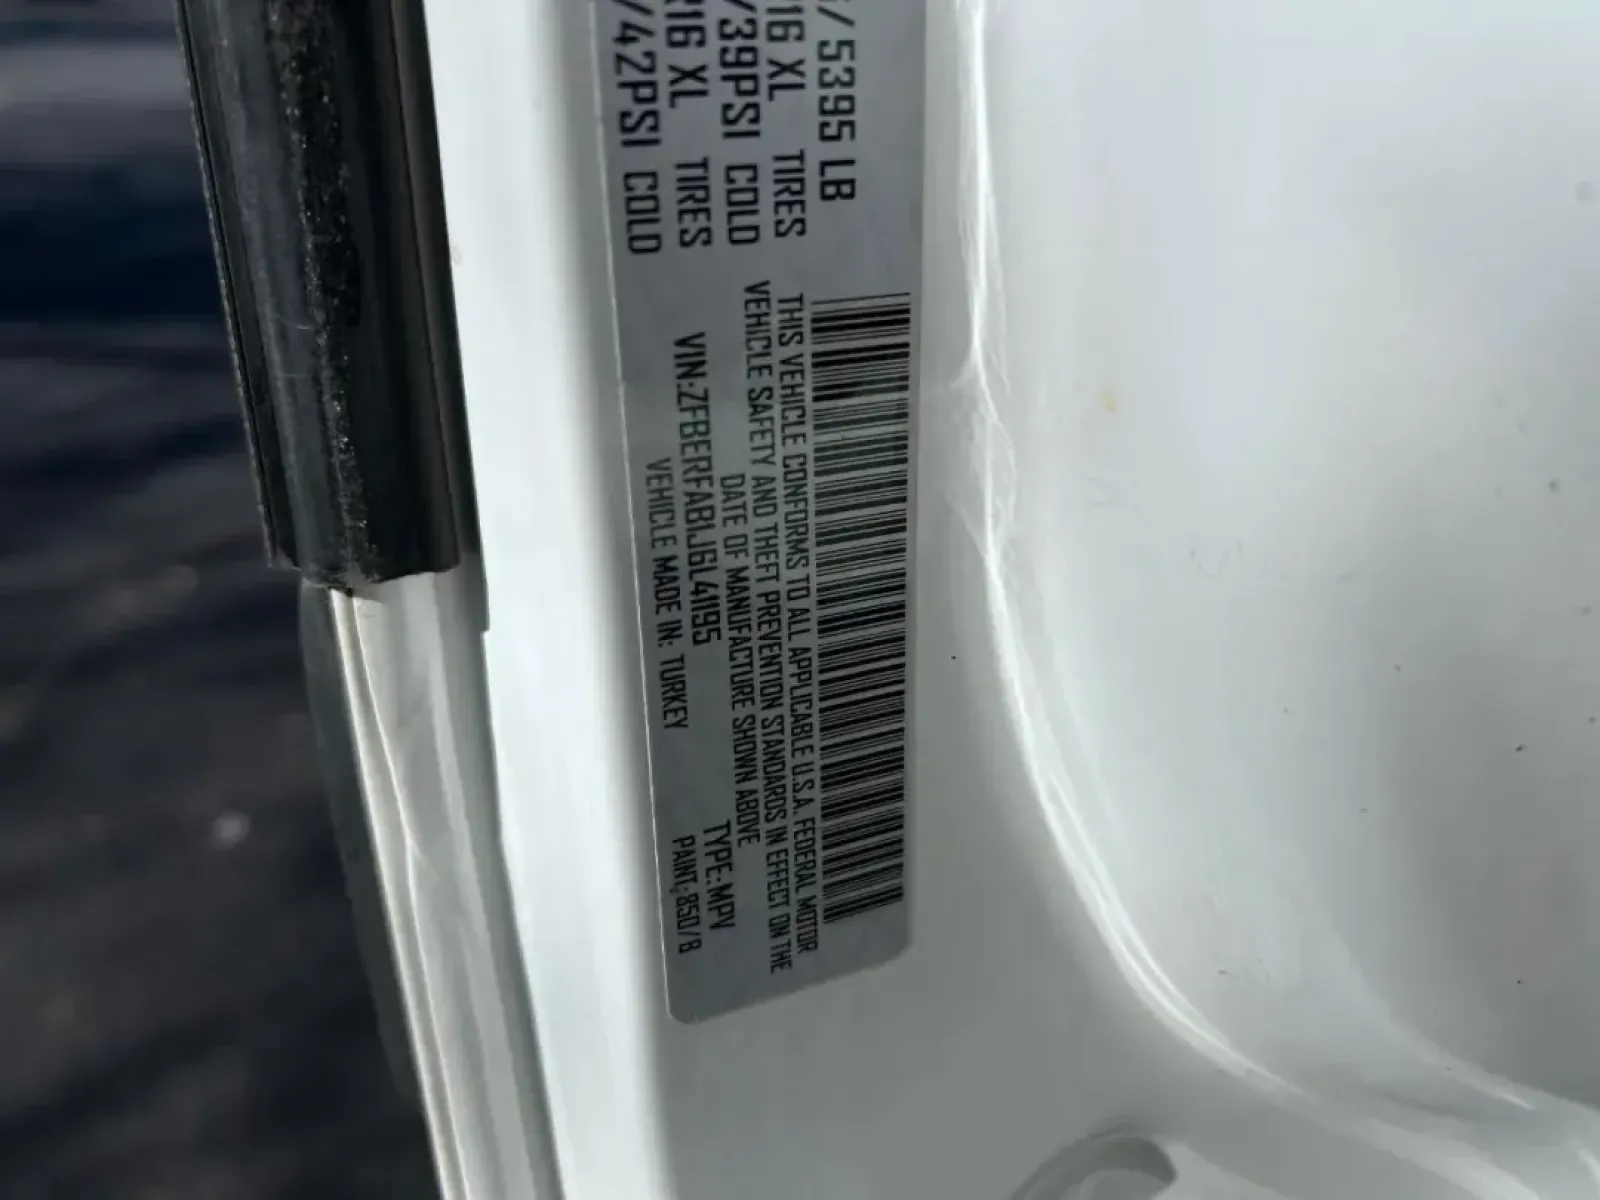 / 5395 LB
16 XL TIRES
/39PSI COLD
R16 XL TIRES
/42PSI COLD
THIS VEHICLE CONFORMS TO ALL APPLICABLE U.S.A. FEDERAL MOTOR
VEHICLE SAFETY AND THEFT PREVENTION STANDARDS IN EFFECT ON THE
DATE OF MANUFACTURE SHOWN ABOVE
VIN:ZFBERFAB1J6L41195 TYPE:MPV
VEHICLE MADE IN: TURKEY PAINT:850/B